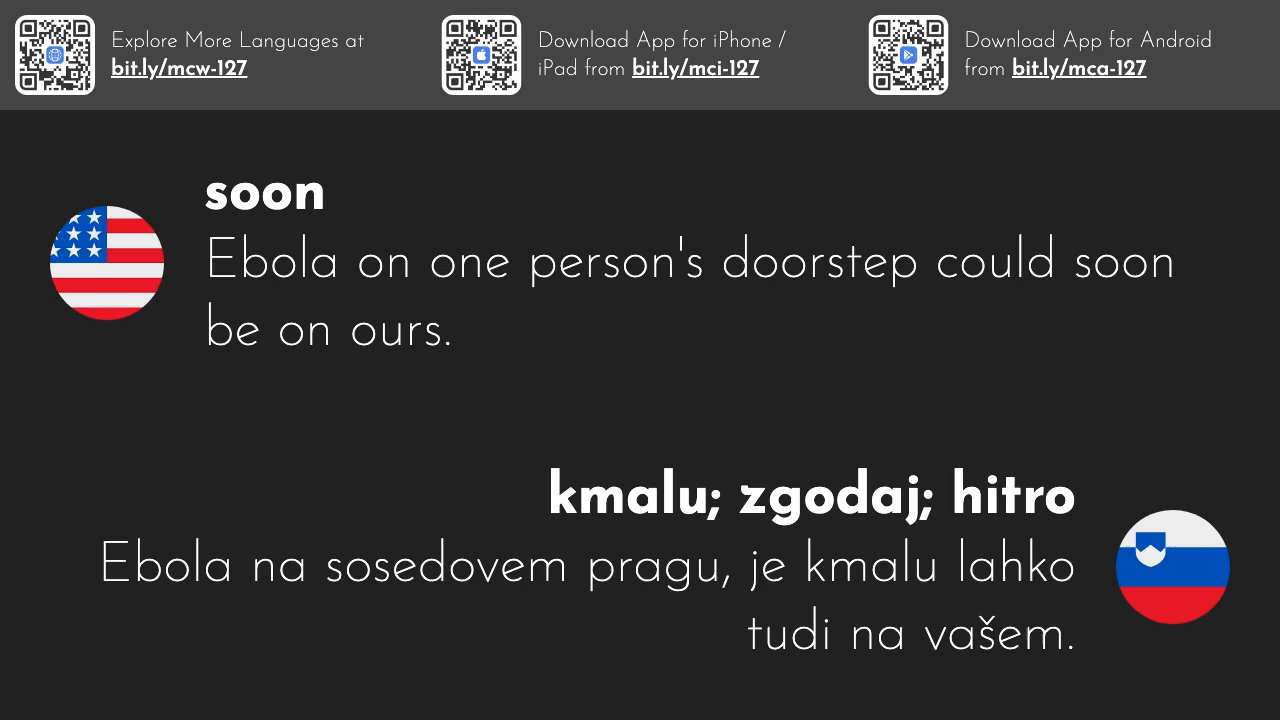 Explore More Languages at
bit.ly/mcw-127
Download App for iPhone /
iPad from bit.ly/mci-127
Download App for Android
from bit.ly/mca-127
soon
Ebola on one person's doorstep could soon
be on ours.
kmalu; zgodaj; hitro
Ebola na sosedovem pragu, je kmalu lahko
tudi na vašem.